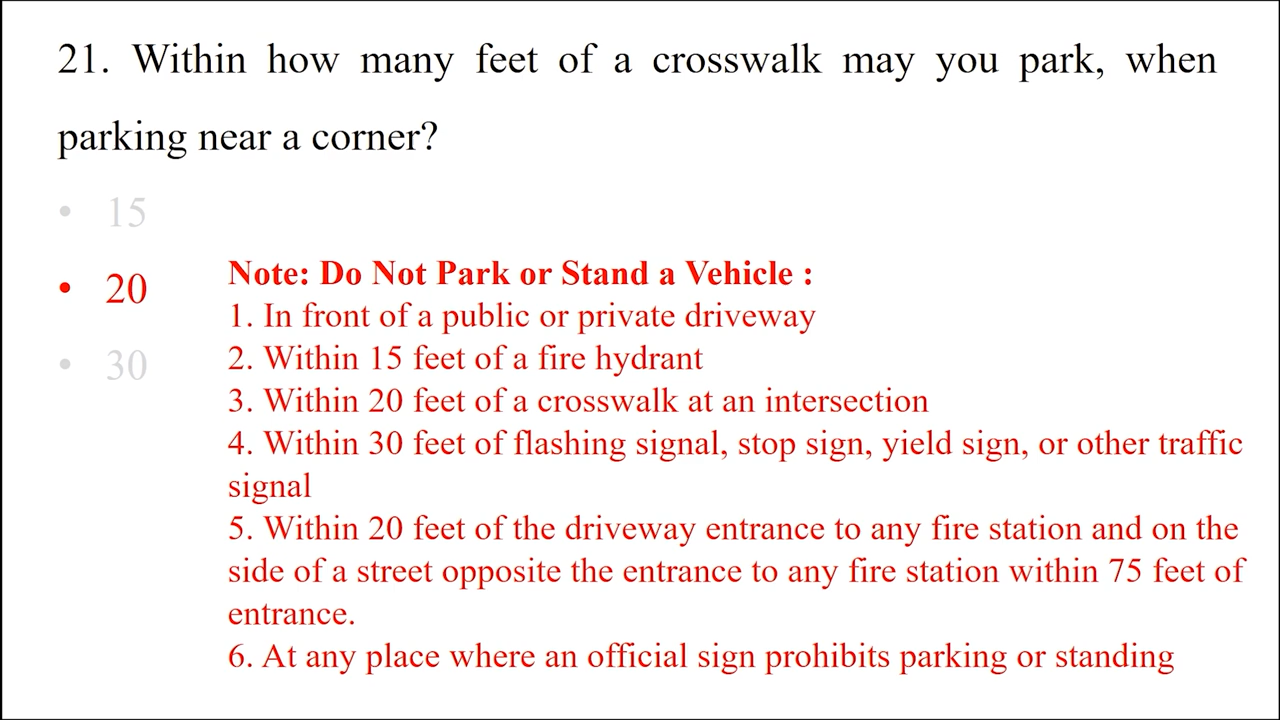 21. Within how many feet of a crosswalk may you park, when
parking near a corner?
• 15
• 20
• 30
Note: Do Not Park or Stand a Vehicle :
1. In front of a public or private driveway
2. Within 15 feet of a fire hydrant
3. Within 20 feet of a crosswalk at an intersection
4. Within 30 feet of flashing signal, stop sign, yield sign, or other traffic
signal
5. Within 20 feet of the driveway entrance to any fire station and on the
side of a street opposite the entrance to any fire station within 75 feet of
entrance.
6. At any place where an official sign prohibits parking or standing